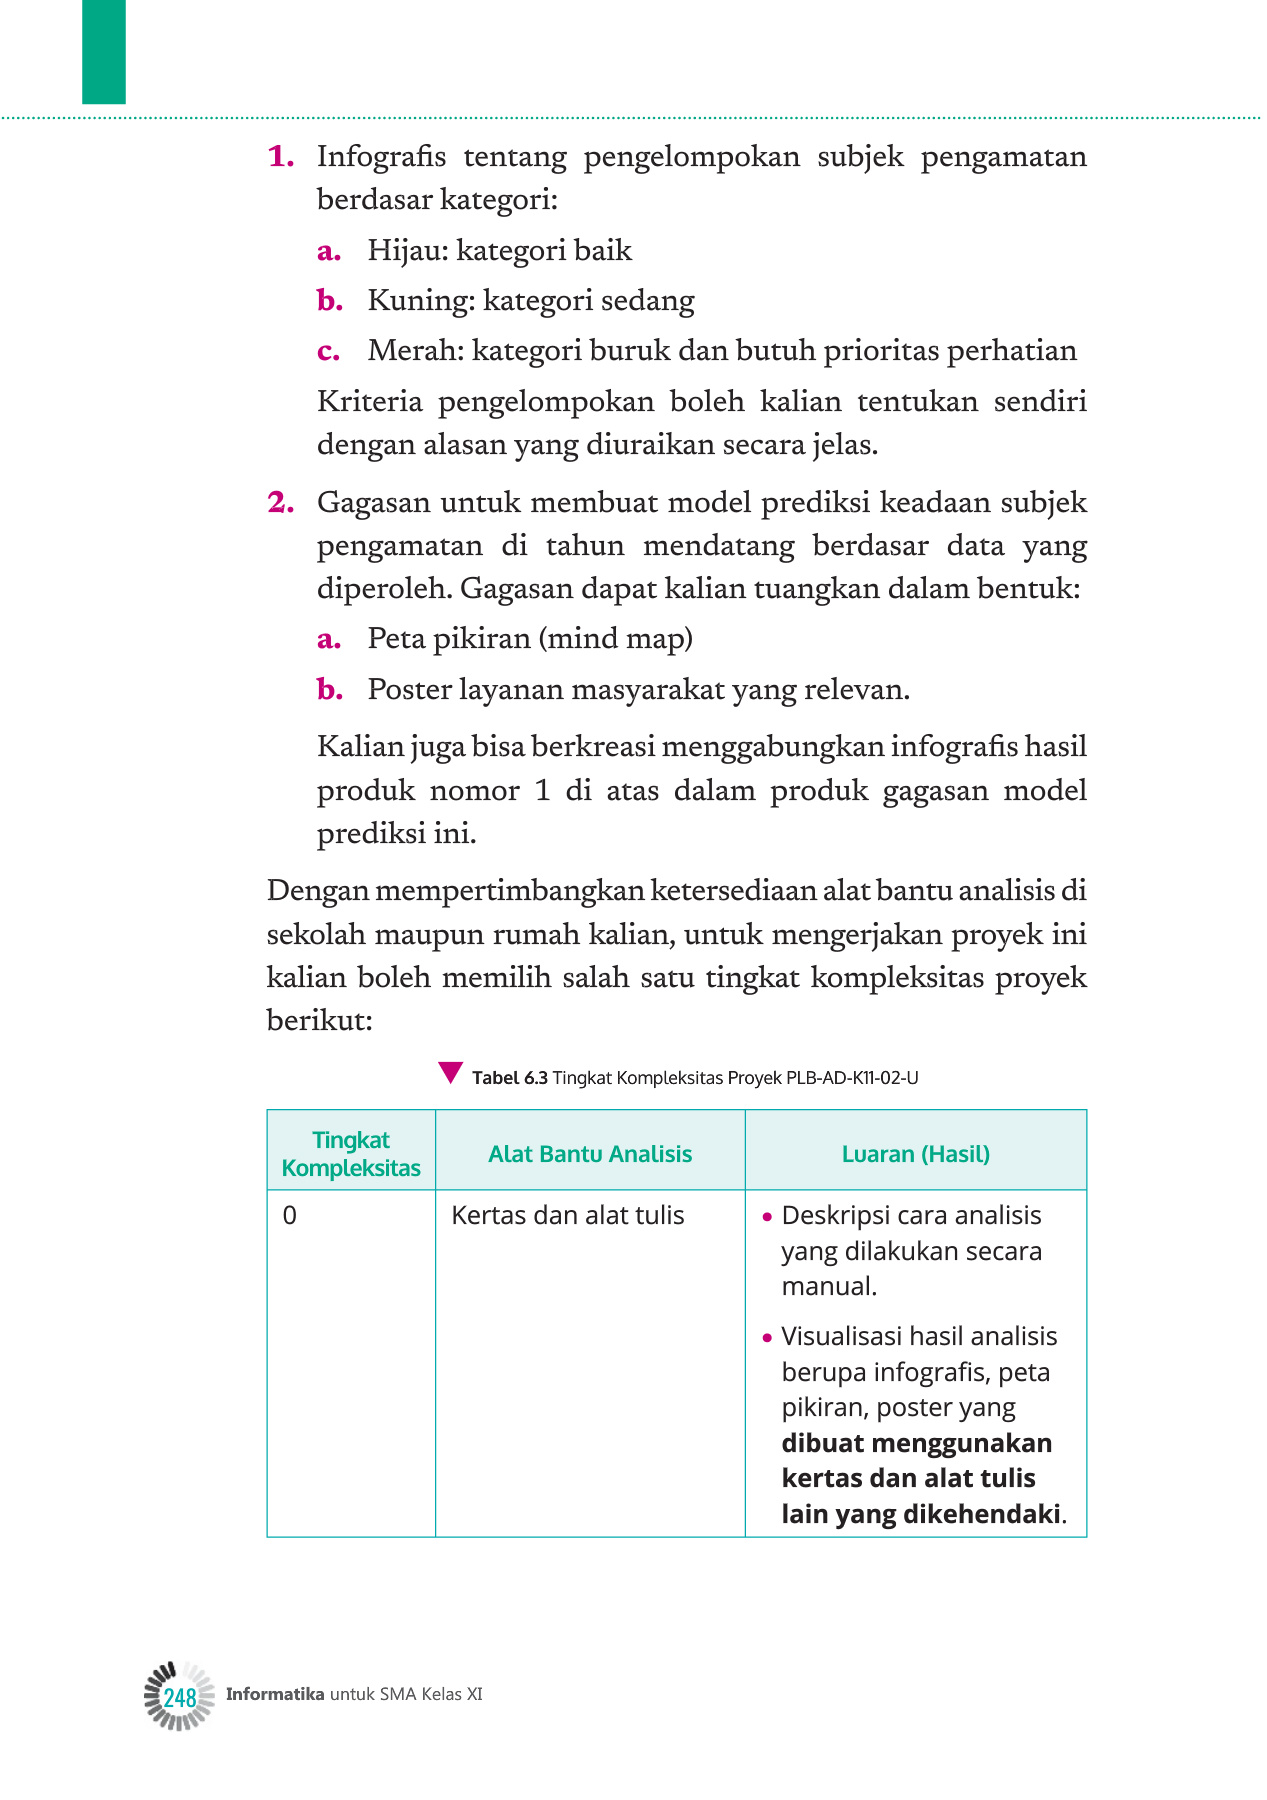 1. Infografis tentang pengelompokan subjek pengamatan
berdasar kategori:
a. Hijau: kategori baik
b. Kuning: kategori sedang
c. Merah: kategori buruk dan butuh prioritas perhatian
Kriteria pengelompokan boleh kalian tentukan sendiri
dengan alasan yang diuraikan secara jelas.
2. Gagasan untuk membuat model prediksi keadaan subjek
pengamatan di tahun mendatang berdasar data yang
diperoleh. Gagasan dapat kalian tuangkan dalam bentuk:
a. Peta pikiran (mind map)
b. Poster layanan masyarakat yang relevan.
Kalian juga bisa berkreasi menggabungkan infografis hasil
produk nomor 1 di atas dalam produk gagasan model
prediksi ini.
Dengan mempertimbangkan ketersediaan alat bantu analisis di
sekolah maupun rumah kalian, untuk mengerjakan proyek ini
kalian boleh memilih salah satu tingkat kompleksitas proyek
berikut:
Tabel 6.3 Tingkat Kompleksitas Proyek PLB-AD-K11-02-U
Tingkat
Kompleksitas
Alat Bantu Analisis
Luaran (Hasil)
0
Kertas dan alat tulis
• Deskripsi cara analisis
yang dilakukan secara
manual.
• Visualisasi hasil analisis
berupa infografis, peta
pikiran, poster yang
dibuat menggunakan
kertas dan alat tulis
lain yang dikehendaki.
248 Informatika untuk SMA Kelas XI